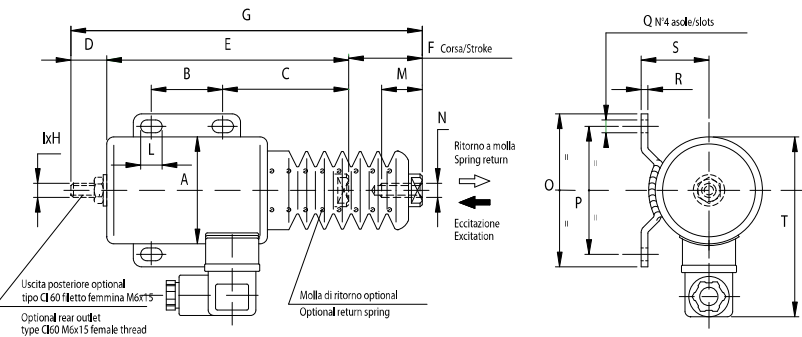 G
Q N°4 asole/slots
D
E
F Corsa/Stroke
S
B
C
M
R
IxH
N
L
A
Ritorno a molla
Spring return
O
P
T
Eccitazione
Excitation
Uscita posteriore optional
tipo CI 60 filetto femmina M6x15
Optional rear outlet
type CI60 M6x15 female thread
Molla di ritorno optional
Optional return spring